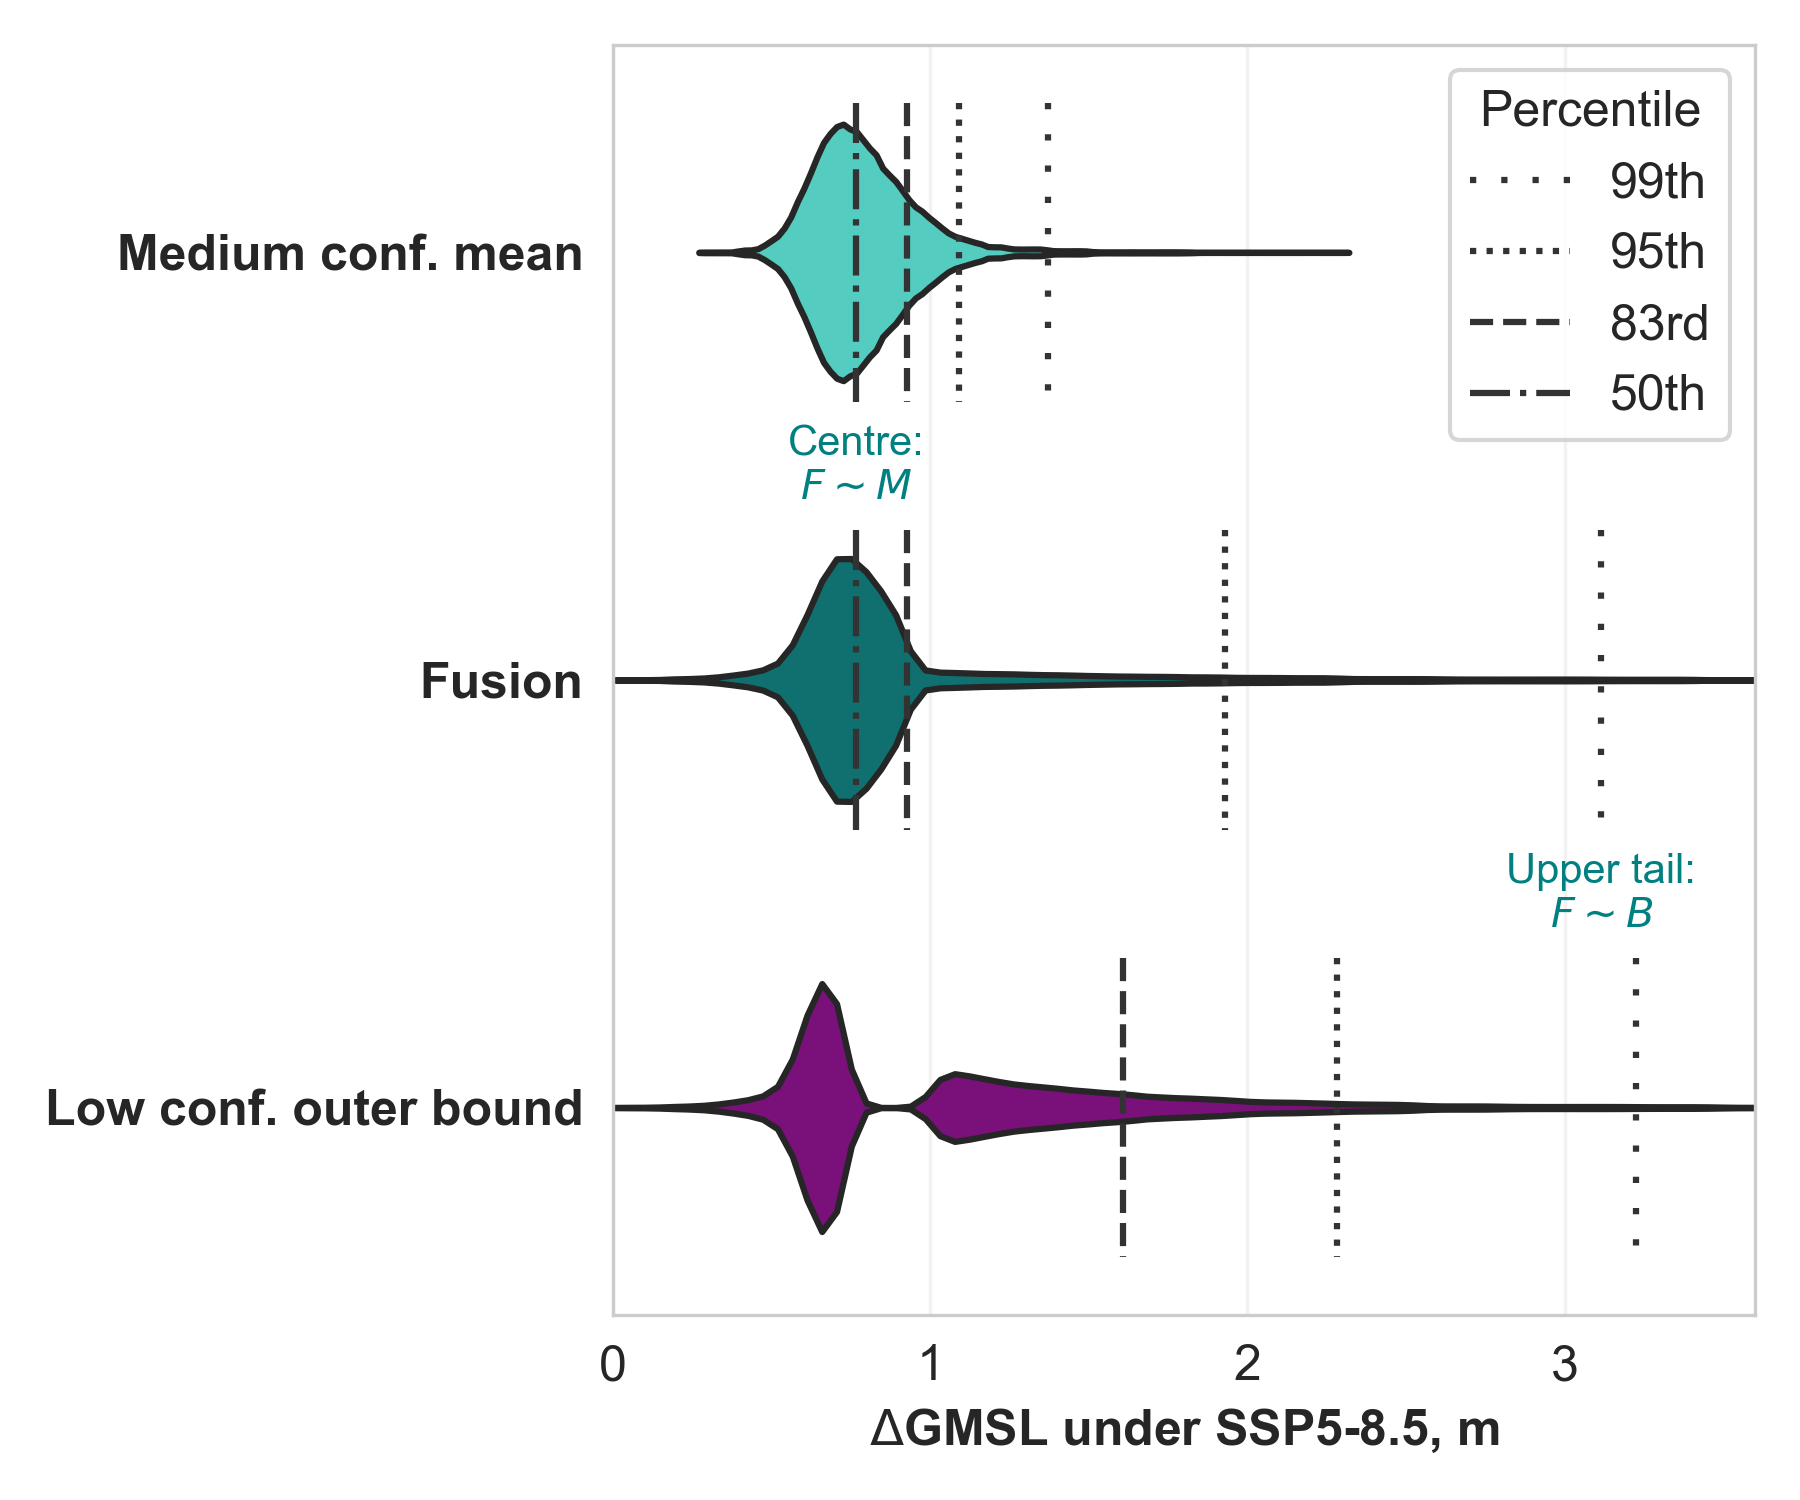 Percentile
99th
95th
83rd
50th
Medium conf. mean
Centre:
F ~ M
Fusion
Upper tail:
F ~ B
Low conf. outer bound
0 1 2 3
ΔGMSL under SSP5-8.5, m